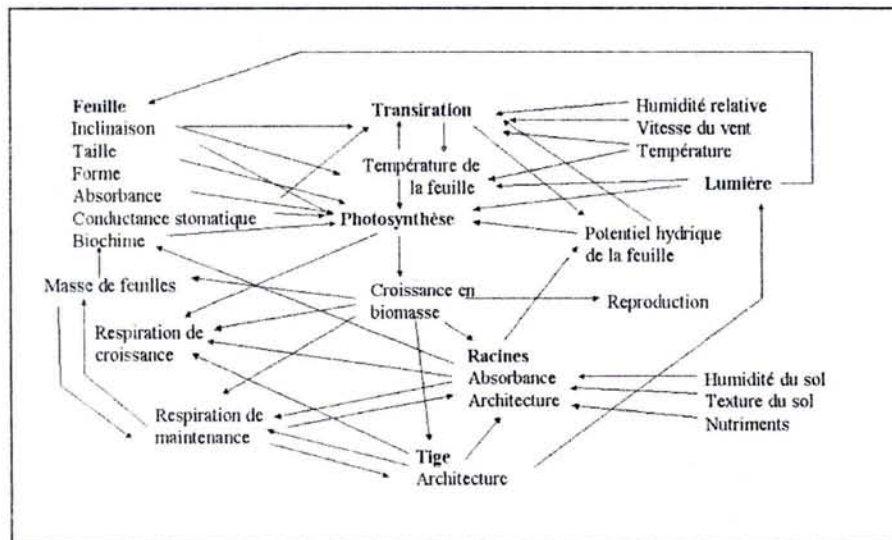 Feuille
Inclinaison
Taille
Forme
Absorbance
Conductance stomatique
Biochime
Transiration
Température de
la feuille
Photosynthèse
Humidité relative
Vitesse du vent
Température
Lumière
Potentiel hydrique
de la feuille
Masse de feuilles
Croissance en
biomasse
Reproduction
Respiration de
croissance
Racines
Absorbance
Architecture
Humidité du sol
Texture du sol
Nutriments
Respiration de
maintenance
Tige
Architecture